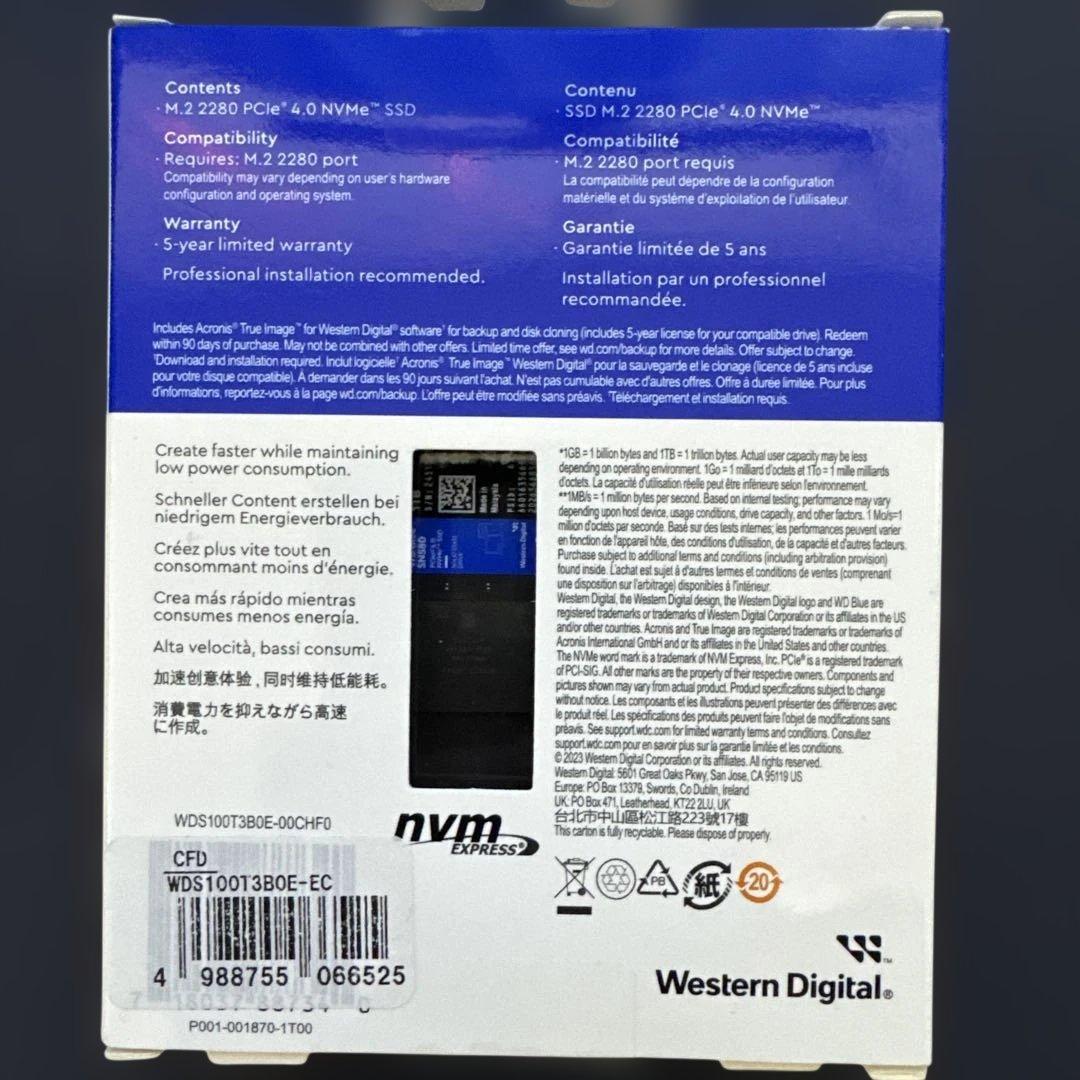 Contents
· M.2 2280 PCIe® 4.0 NVMe™ SSD
Compatibility
· Requires: M.2 2280 port
Compatibility may vary depending on user's hardware
configuration and operating system.
Warranty
· 5-year limited warranty
Professional installation recommended.
Contenu
· SSD M.2 2280 PCIe® 4.0 NVMe™
Compatibilité
· M.2 2280 port requis
La compatibilité peut dépendre de la configuration
matérielle et du système d'exploitation de l'utilisateur.
Garantie
· Garantie limitée de 5 ans
Installation par un professionnel
recommandée.
Includes Acronis® True Image™ for Western Digital® software¹ for backup and disk cloning (includes 5-year license for your compatible drive). Redeem
within 90 days of purchase. May not be combined with other offers. Limited time offer, see wd.com/backup for more details. Offer subject to change.
¹Download and installation required. Inclut logicielle¹ Acronis® True Image™ Western Digital® pour la sauvegarde et le clonage (licence de 5 ans incluse
pour votre disque compatible). À demander dans les 90 jours suivant l'achat. N'est pas cumulable avec d'autres offres. Offre à durée limitée. Pour plus
d'informations, reportez-vous à la page wd.com/backup. L'offre peut être modifiée sans préavis. ¹Téléchargement et installation requis.
Create faster while maintaining
low power consumption.
Schneller Content erstellen bei
niedrigem Energieverbrauch.
Créez plus vite tout en
consommant moins d'énergie.
Crea más rápido mientras
consumes menos energía.
Alta velocità, bassi consumi.
加速创意体验,同时维持低能耗。
消費電力を抑えながら高速
に作成。
Made in
Malaysia
SN580
Western Digital
*1GB = 1 billion bytes and 1TB = 1 trillion bytes. Actual user capacity may be less
depending on operating environment. 1Go = 1 milliard d'octets et 1To = 1 mille milliards
d'octets. La capacité d'utilisation réelle peut être inférieure selon l'environnement.
**1MB/s = 1 million bytes per second. Based on internal testing; performance may vary
depending upon host device, usage conditions, drive capacity, and other factors. 1 Mo/s=1
million d'octets par seconde. Basé sur des tests internes; les performances peuvent varier
en fonction de l'appareil hôte, des conditions d'utilisation, de la capacité et d'autres facteurs.
Purchase subject to additional terms and conditions (including arbitration provision)
found inside. L'achat est sujet à d'autres termes et conditions de ventes (comprenant
une disposition sur l'arbitrage) disponibles à l'intérieur.
Western Digital, the Western Digital design, the Western Digital logo and WD Blue are
registered trademarks or trademarks of Western Digital Corporation or its affiliates in the US
and/or other countries. Acronis and True Image are registered trademarks or trademarks of
Acronis International GmbH and or its affiliates in the United States and other countries.
The NVMe word mark is a trademark of NVM Express, Inc. PCIe® is a registered trademark
of PCI-SIG. All other marks are the property of their respective owners. Components and
pictures shown may vary from actual product. Product specifications subject to change
without notice. Les composants et les illustrations peuvent présenter des différences avec
le produit réel. Les spécifications des produits peuvent faire l'objet de modifications sans
préavis. See support.wdc.com for limited warranty terms and conditions. Consultez
support.wdc.com pour en savoir plus sur la garantie limitée et les conditions.
© 2023 Western Digital Corporation or its affiliates. All rights reserved.
Western Digital: 5601 Great Oaks Pkwy, San Jose, CA 95119 US
Europe: PO Box 13379, Swords, Co Dublin, Ireland
UK: PO Box 471, Leatherhead, KT22 2LU, UK
台北市中山區松江路223號17樓
This carton is fully recyclable. Please dispose of properly.
WDS100T3B0E-00CHF0
nvm
EXPRESS®
CFD
WDS100T3B0E-EC
4 988755 066525
7 18037 88734 0
P001-001870-1T00
PB
紙
20
Western Digital®